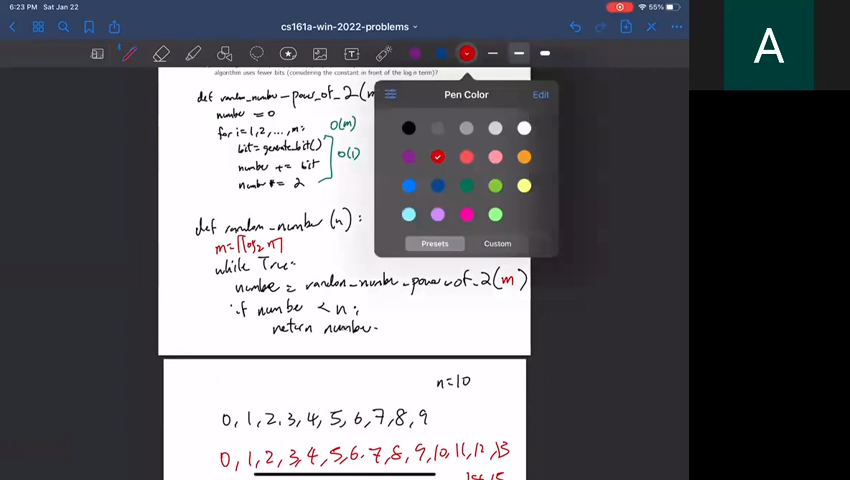 6:23 PM Sat Jan 22
55%
cs161a-win-2022-problems
Pen Color
Edit
Presets
Custom
algorithm uses fewer bits (considering the constant in front of the log n term)?
def random_number_power_of_2(m
number = 0
for i=1,2,...,m:
bit=generate_bit()
number += bit
number *= 2
O(m)
O(1)
def random_number (n):
m=⌈log2 n⌉
while True:
number = random_number_power_of_2(m)
if number < n:
return number.
n=10
0, 1, 2, 3, 4, 5, 6, 7, 8, 9
0, 1, 2, 3, 4, 5, 6, 7, 8, 9, 10, 11, 12, 13
A